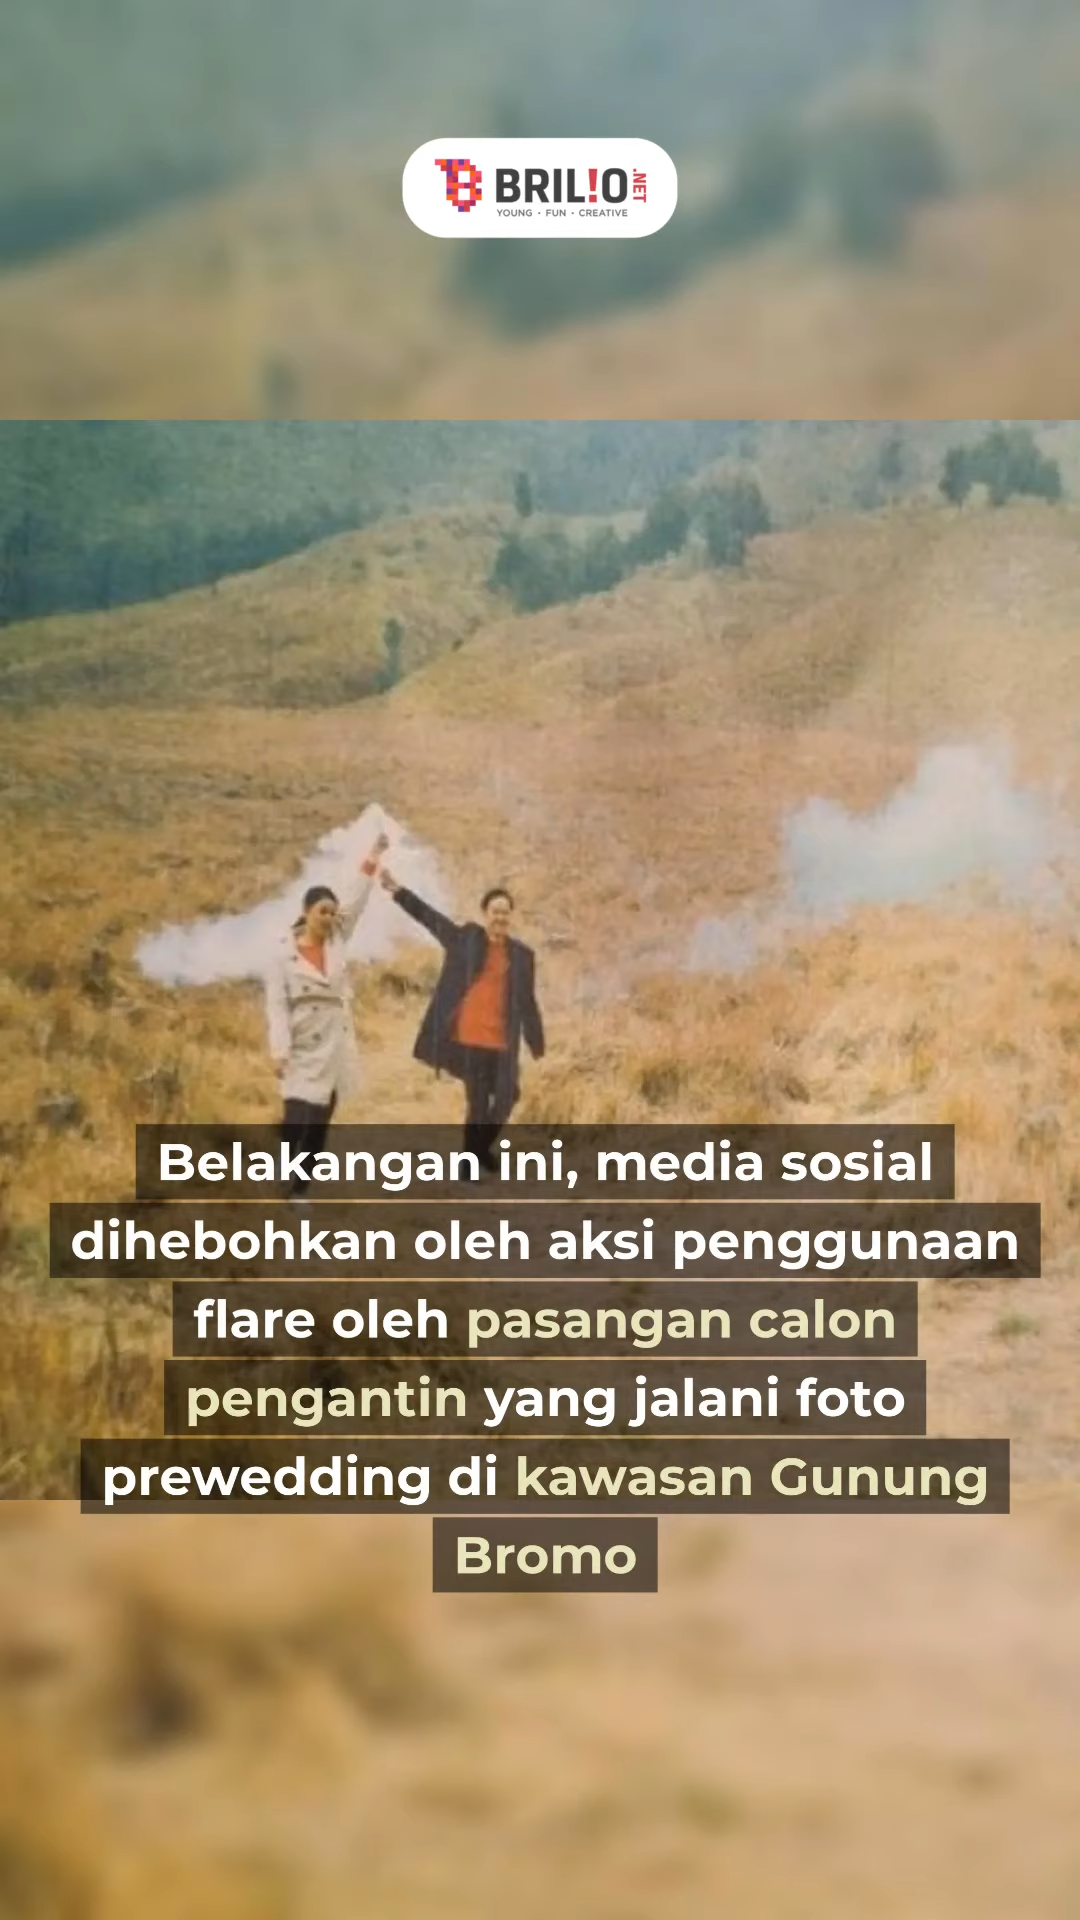 BRIL!O.NET
YOUNG • FUN • CREATIVE
Belakangan ini, media sosial
dihebohkan oleh aksi penggunaan
flare oleh pasangan calon
pengantin yang jalani foto
prewedding di kawasan Gunung
Bromo